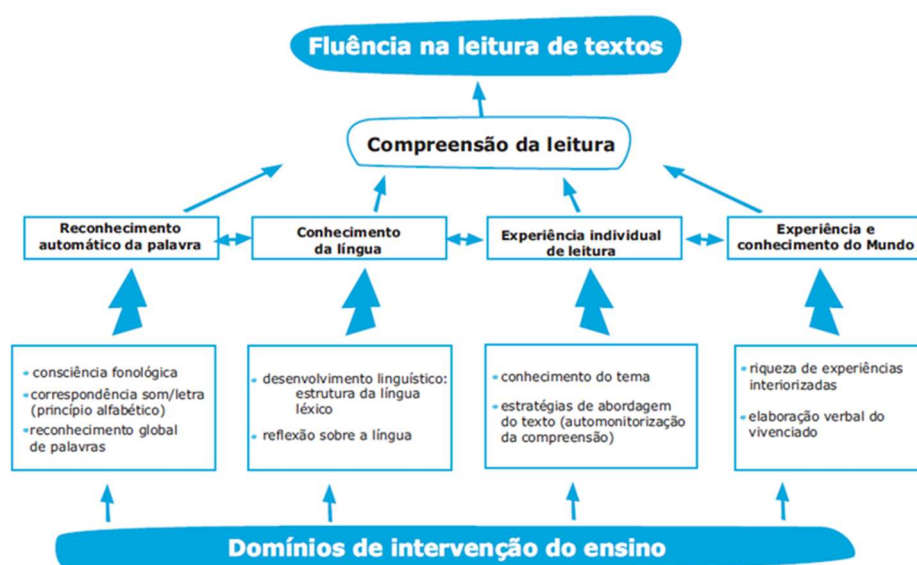 Fluência na leitura de textos
Compreensão da leitura
Reconhecimento
automático da palavra
Conhecimento
da língua
Experiência individual
de leitura
Experiência e
conhecimento do Mundo
consciência fonológica
correspondência som/letra
(princípio alfabético)
reconhecimento global
de palavras
desenvolvimento linguístico:
estrutura da língua
léxico
reflexão sobre a língua
conhecimento do tema
estratégias de abordagem
do texto (automonitorização
da compreensão)
riqueza de experiências
interiorizadas
elaboração verbal do
vivenciado
Domínios de intervenção do ensino